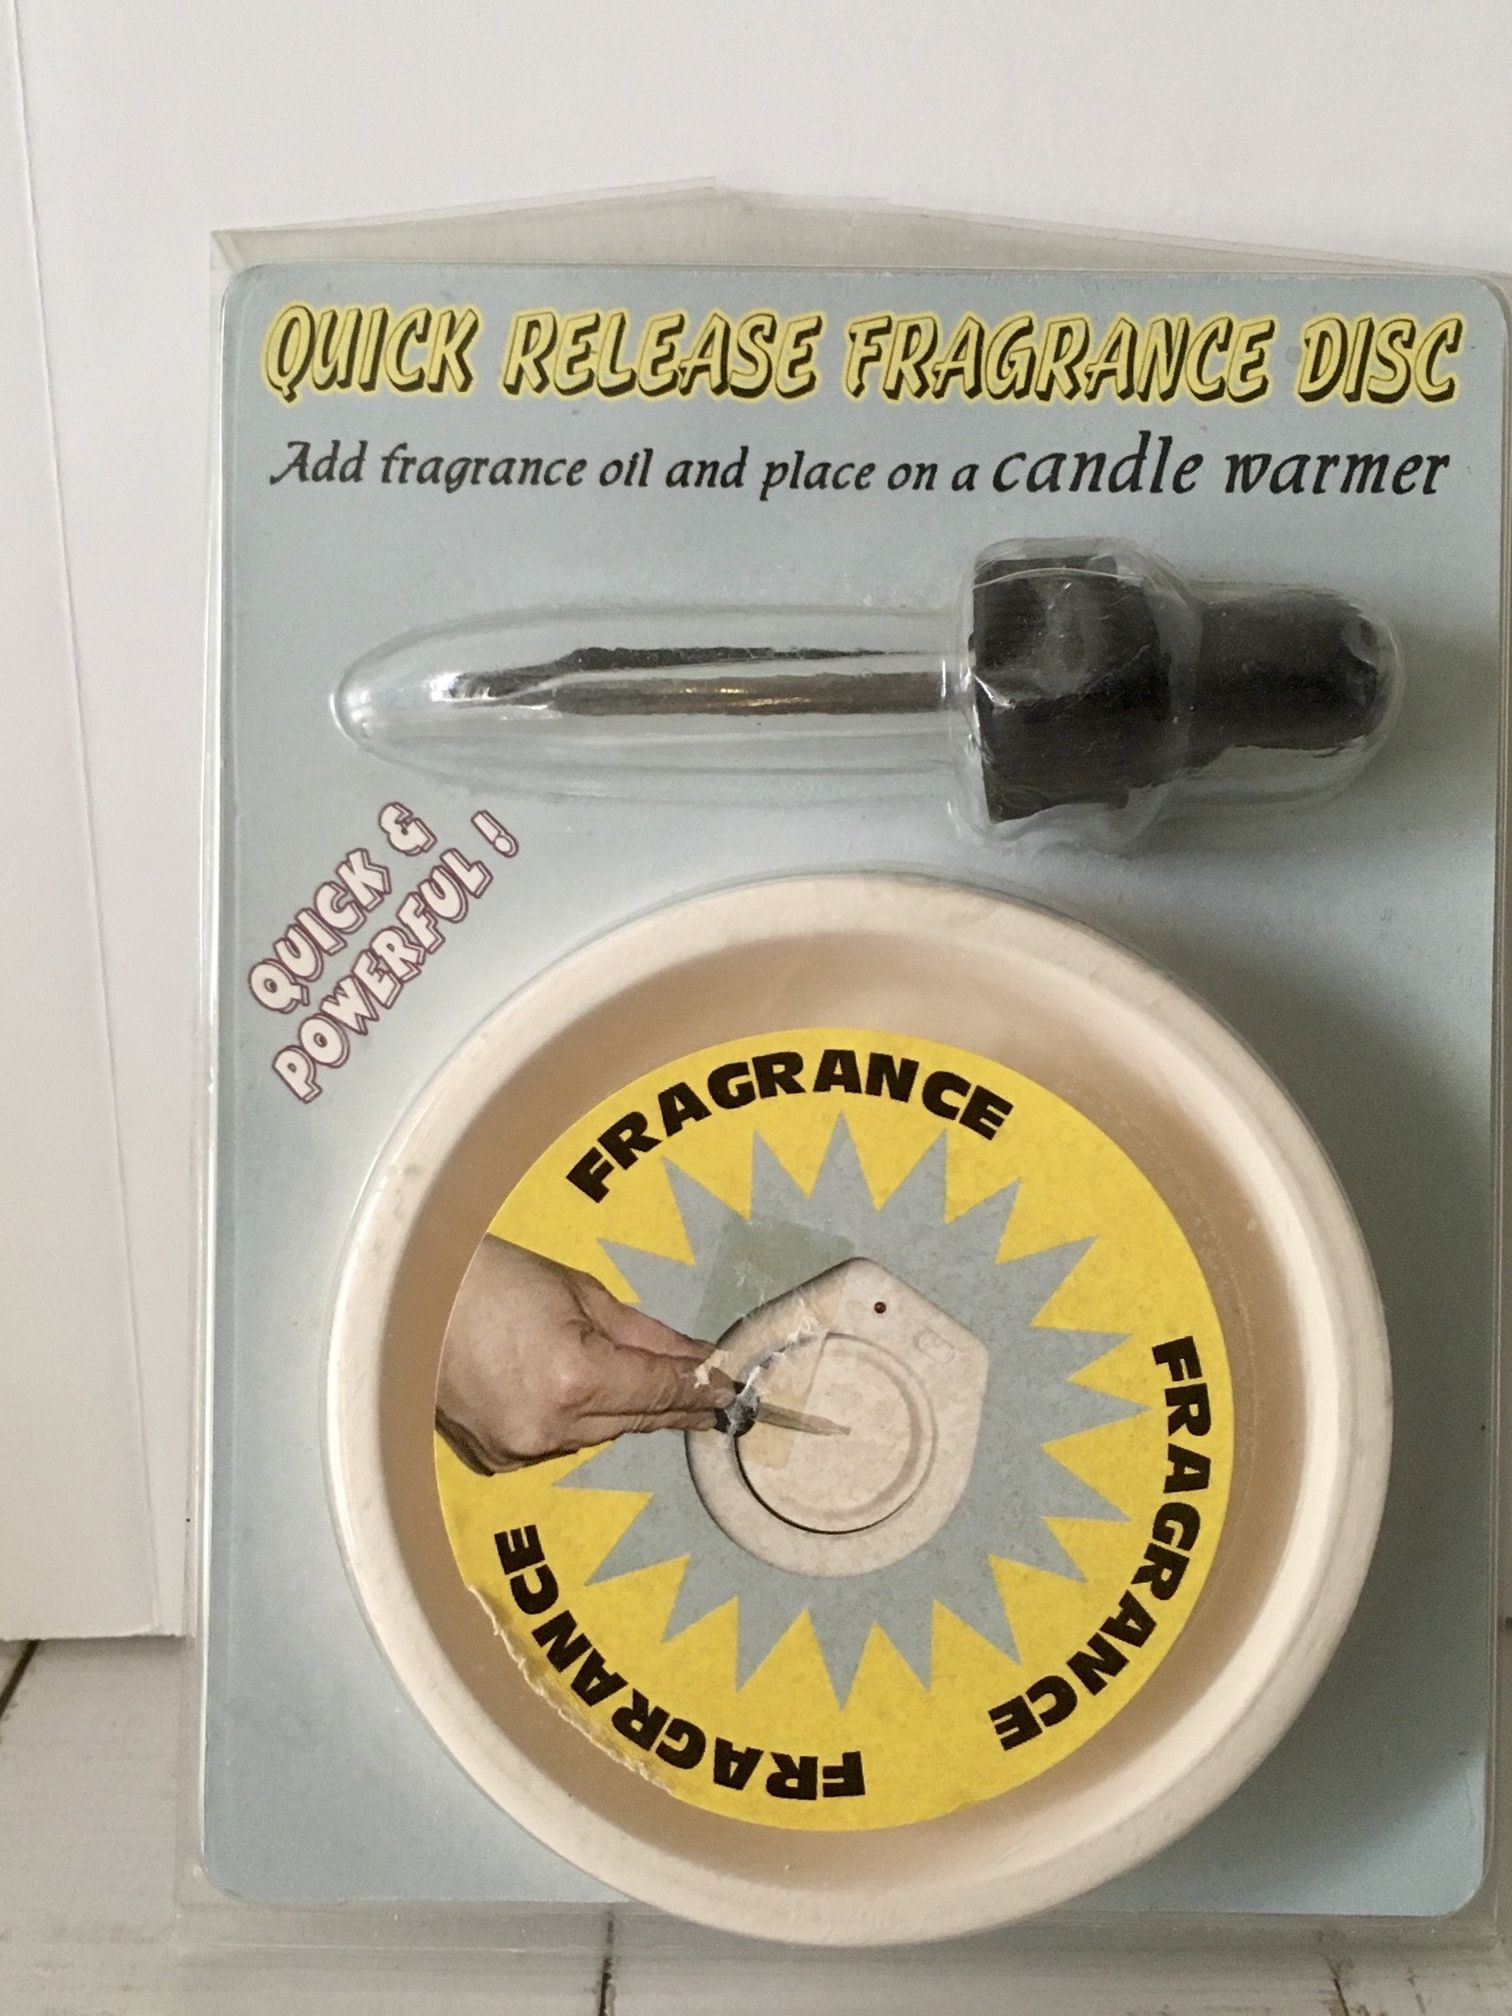 QUICK RELEASE FRAGRANCE DISC
Add fragrance oil and place on a candle warmer
QUICK &
POWERFUL !
FRAGRANCE
FRAGRANCE
FRAGRANCE